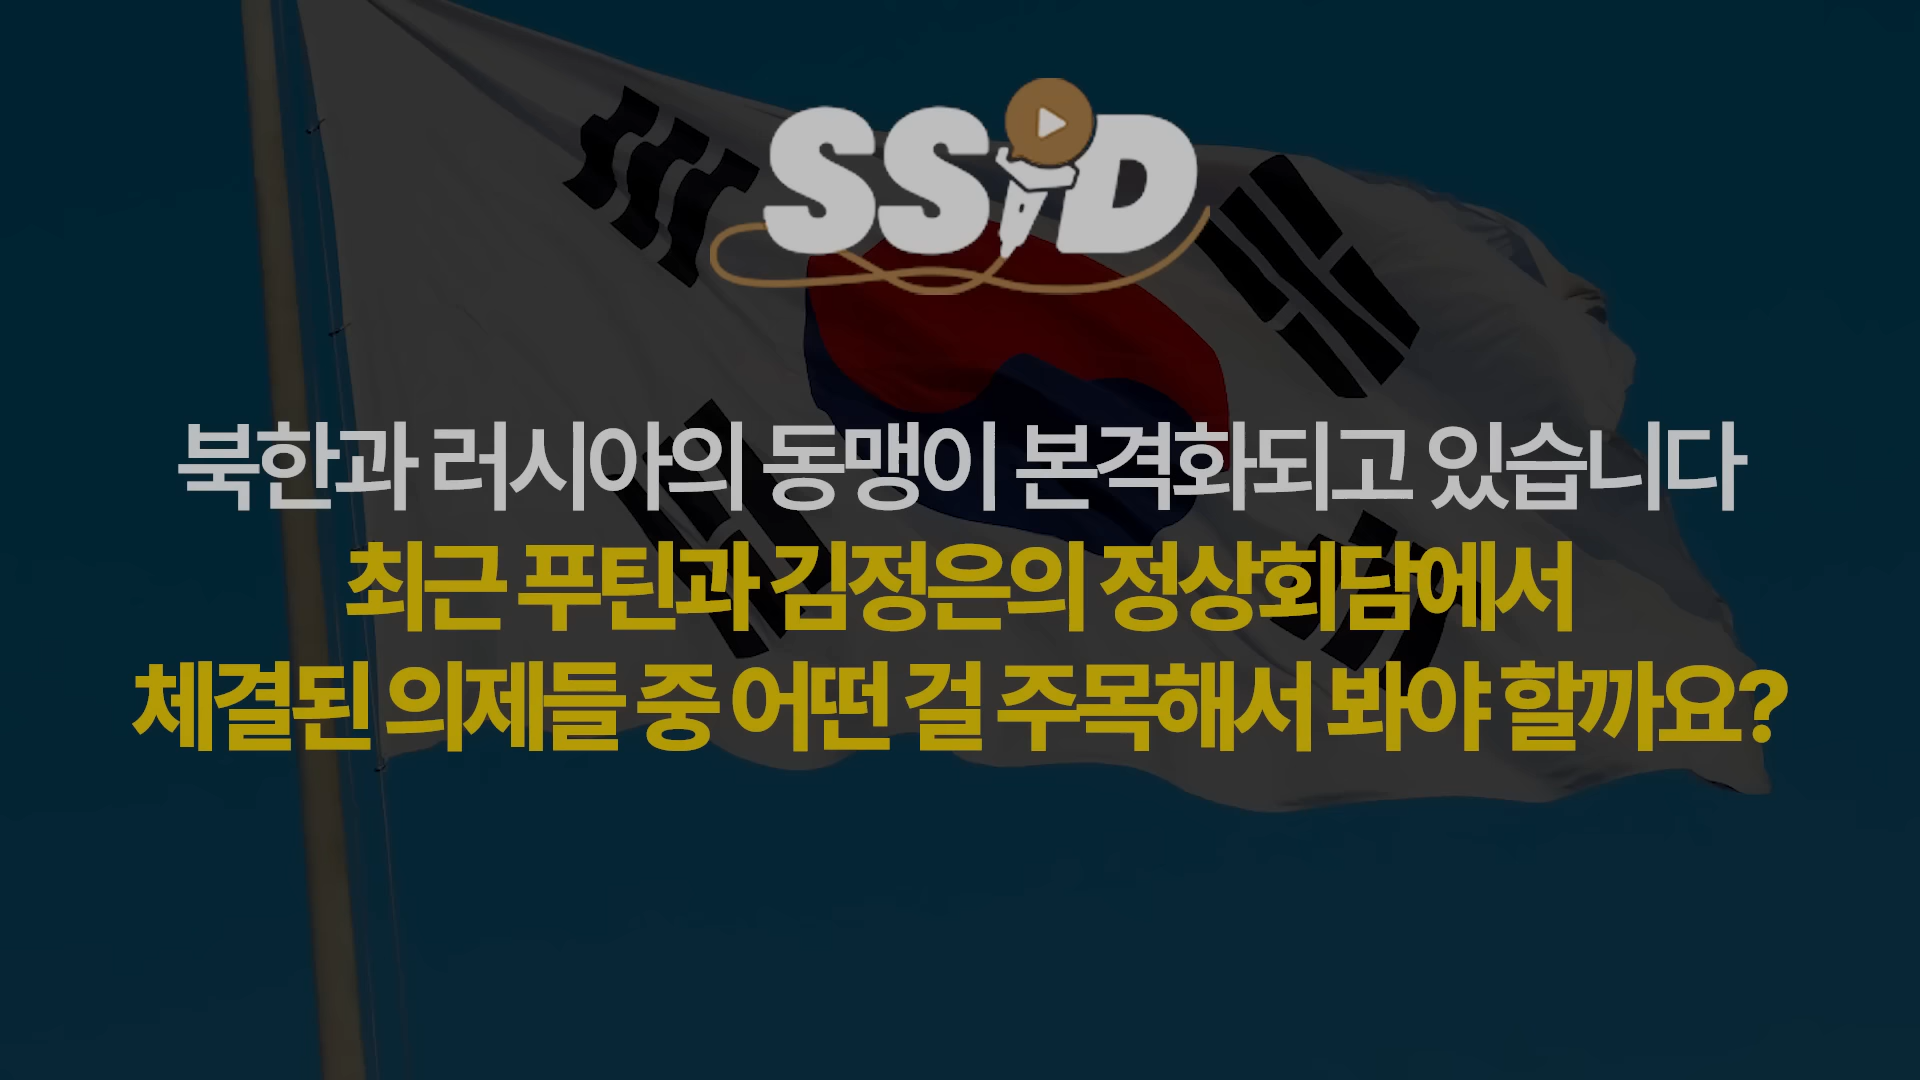 SSiD
북한과 러시아의 동맹이 본격화되고 있습니다
최근 푸틴과 김정은의 정상회담에서
체결된 의제들 중 어떤 걸 주목해서 봐야 할까요?